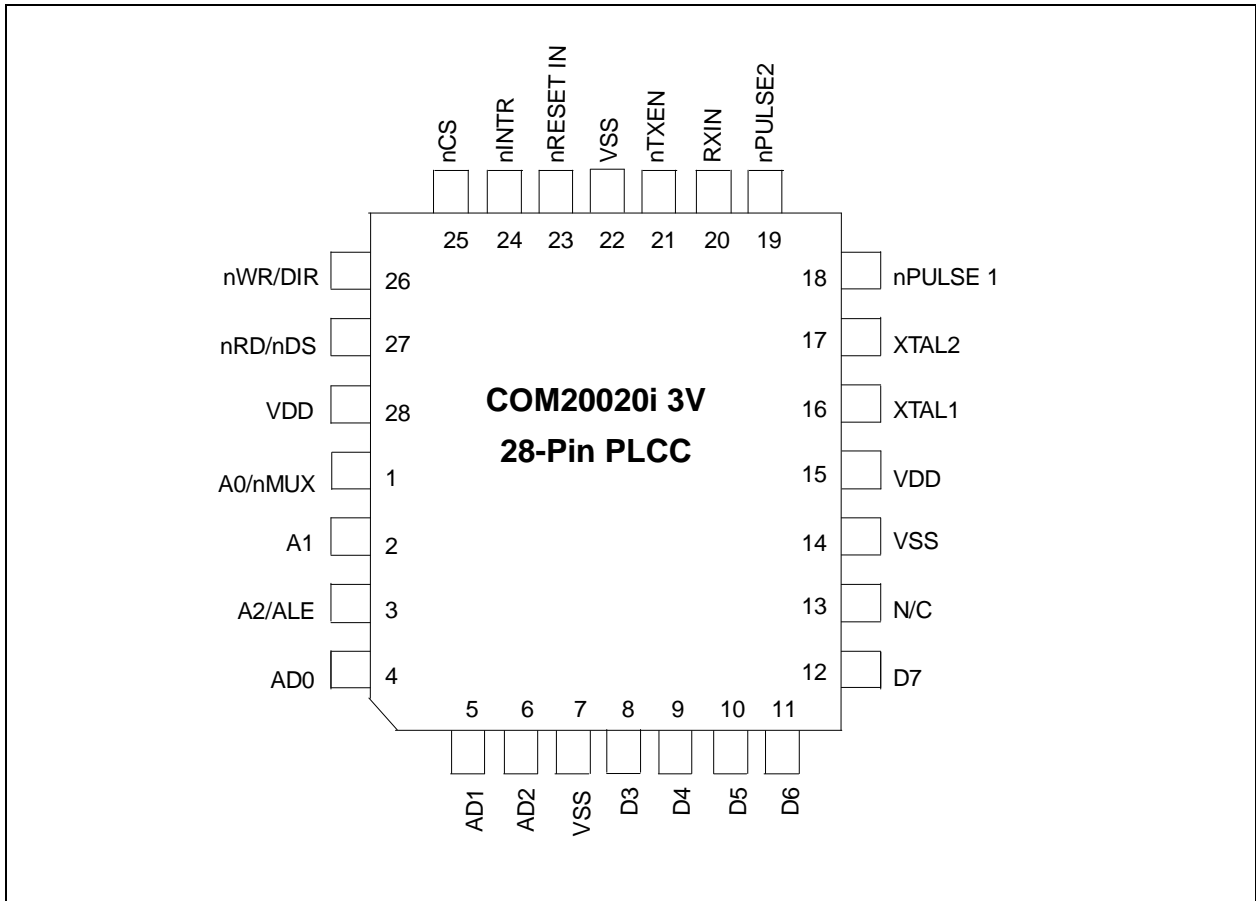 nCS
nINTR
nRESET IN
VSS
nTXEN
RXIN
nPULSE2
25
24
23
22
21
20
19
nWR/DIR
26
18
nPULSE 1
nRD/nDS
27
17
XTAL2
VDD
28
16
XTAL1
COM20020i 3V
28-Pin PLCC
A0/nMUX
1
15
VDD
A1
2
14
VSS
A2/ALE
3
13
N/C
AD0
4
12
D7
5
6
7
8
9
10
11
AD1
AD2
VSS
D3
D4
D5
D6